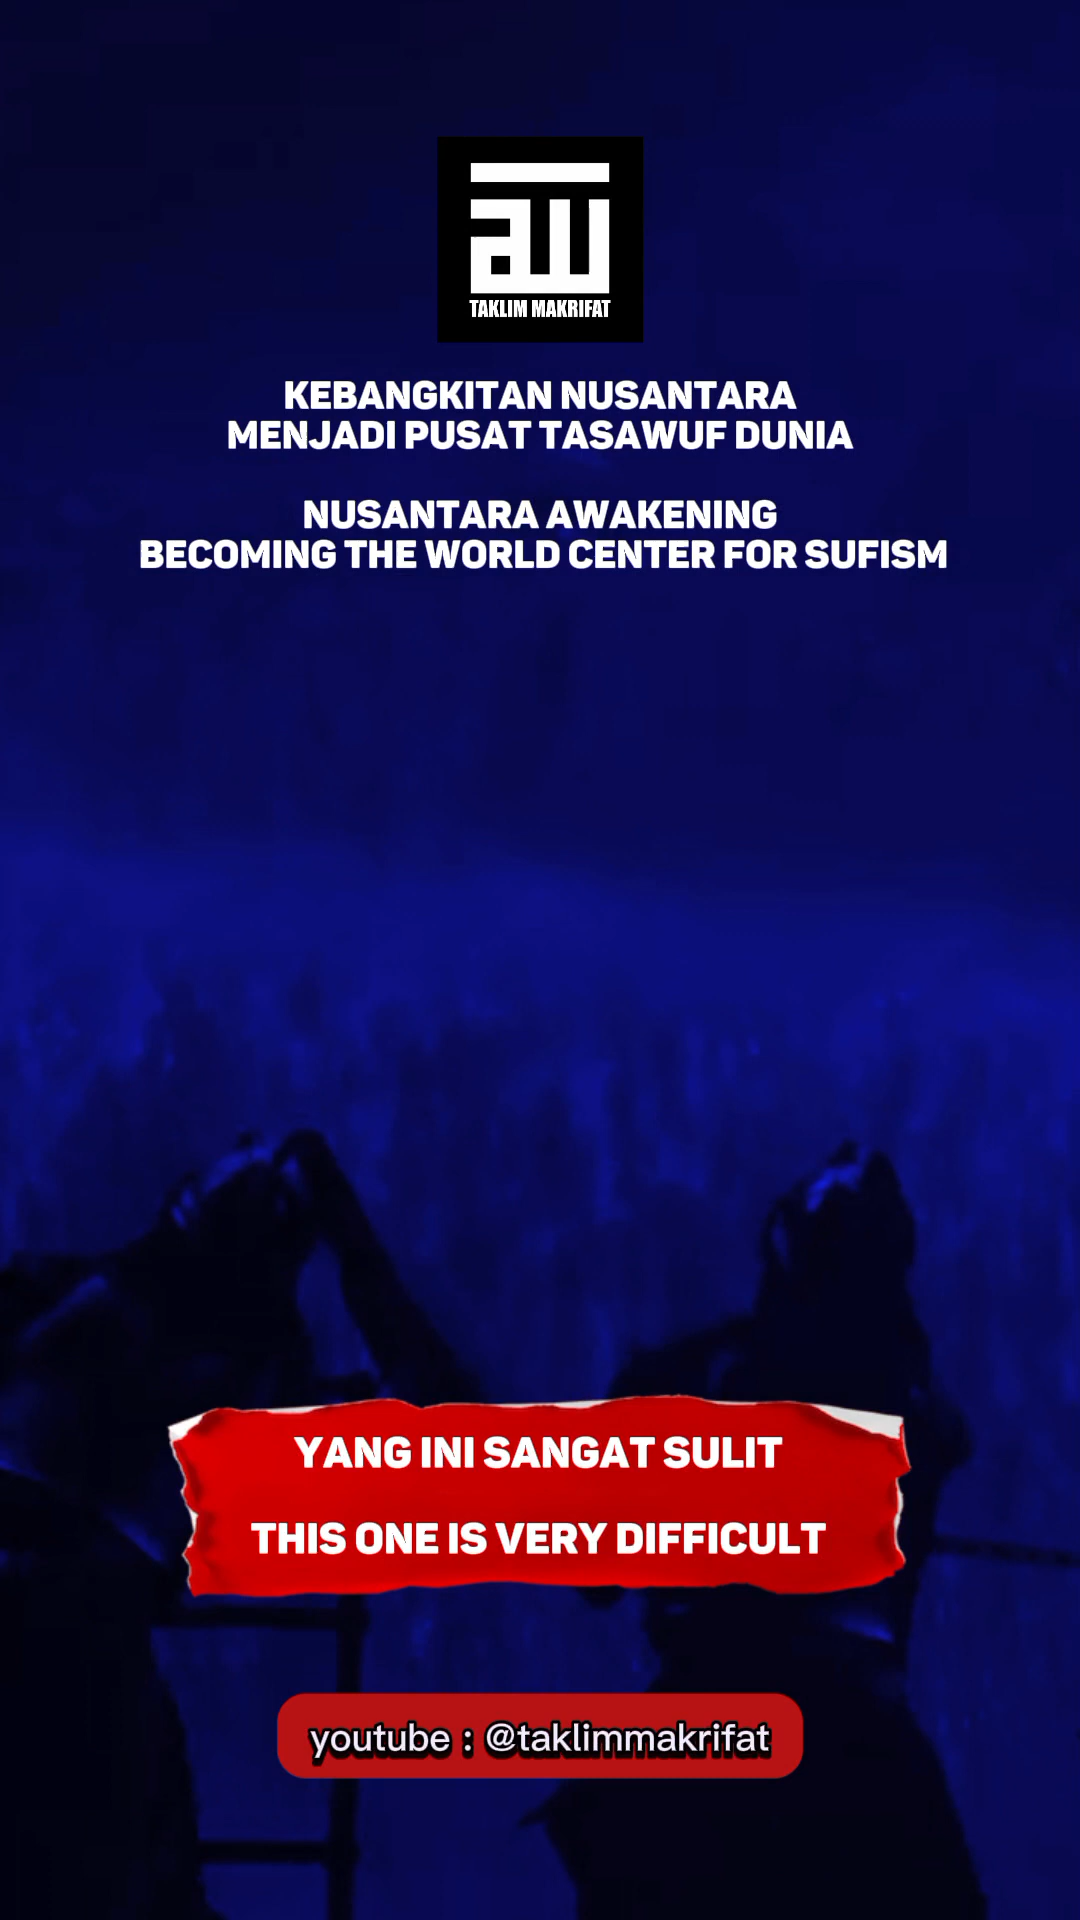 TAKLIM MAKRIFAT
KEBANGKITAN NUSANTARA
MENJADI PUSAT TASAWUF DUNIA
NUSANTARA AWAKENING
BECOMING THE WORLD CENTER FOR SUFISM
YANG INI SANGAT SULIT
THIS ONE IS VERY DIFFICULT
youtube : @taklimmakrifat